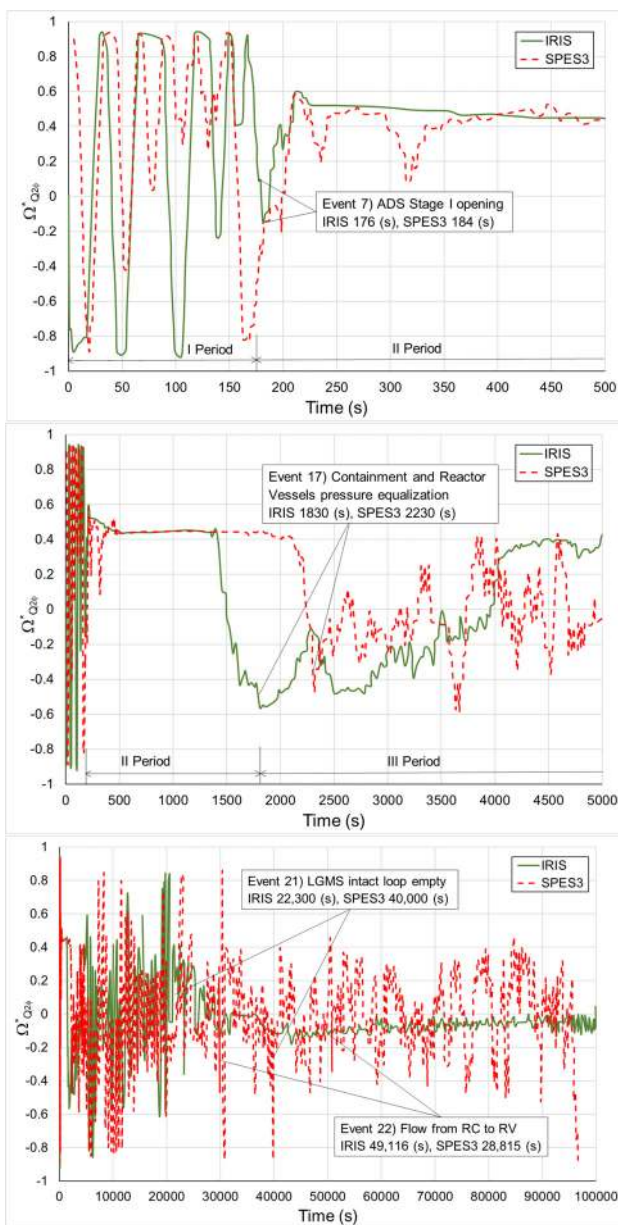 1
0.8
0.6
0.4
0.2
0
-0.2
-0.4
-0.6
-0.8
-1
Ω*Q2ϕ
IRIS
SPES3
Event 7) ADS Stage I opening
IRIS 176 (s), SPES3 184 (s)
I Period
II Period
0 50 100 150 200 250 300 350 400 450 500
Time (s)
1
0.8
0.6
0.4
0.2
0
-0.2
-0.4
-0.6
-0.8
-1
Ω*Q2ϕ
IRIS
SPES3
Event 17) Containment and Reactor
Vessels pressure equalization
IRIS 1830 (s), SPES3 2230 (s)
II Period
III Period
0 500 1000 1500 2000 2500 3000 3500 4000 4500 5000
Time (s)
1
0.8
0.6
0.4
0.2
0
-0.2
-0.4
-0.6
-0.8
-1
Ω*Q2ϕ
IRIS
SPES3
Event 21) LGMS intact loop empty
IRIS 22,300 (s), SPES3 40,000 (s)
Event 22) Flow from RC to RV
IRIS 49,116 (s), SPES3 28,815 (s)
0 10000 20000 30000 40000 50000 60000 70000 80000 90000 100000
Time (s)